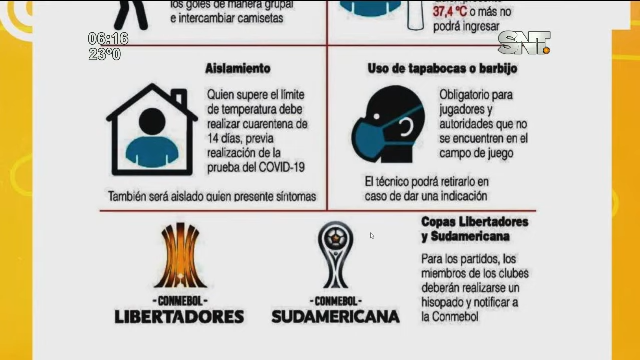 los goles de manera grupal
e intercambiar camisetas
37,4 ºC o más no
podrá ingresar
06:16
23°0
SNT.
Aislamiento
Quien supere el límite
de temperatura debe
realizar cuarentena de
14 días, previa
realización de la
prueba del COVID-19
También será aislado quien presente síntomas
Uso de tapabocas o barbijo
Obligatorio para
jugadores y
autoridades que no
se encuentren en el
campo de juego
El técnico podrá retirarlo en
caso de dar una indicación
-CONMEBOL-
LIBERTADORES
-CONMEBOL-
SUDAMERICANA
Copas Libertadores
y Sudamericana
Para los partidos, los
miembros de los clubes
deberán realizarse un
hisopado y notificar a
la Conmebol